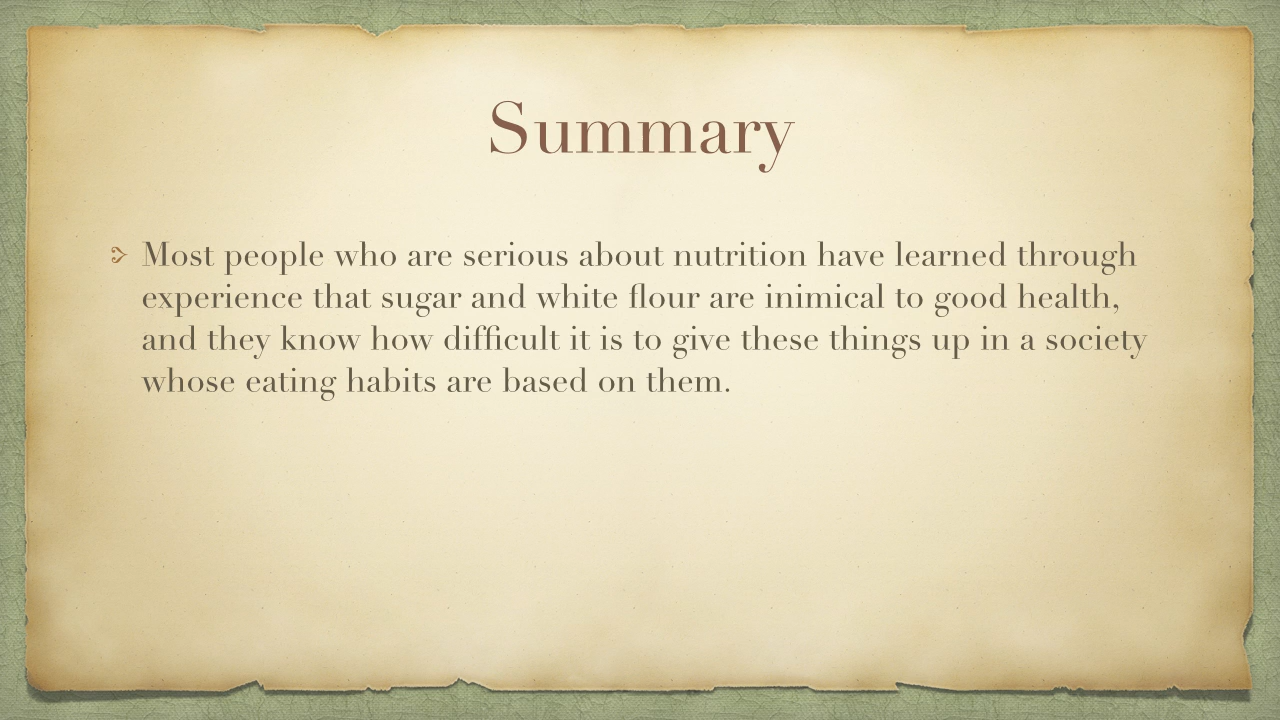 Summary
Most people who are serious about nutrition have learned through
experience that sugar and white flour are inimical to good health,
and they know how difficult it is to give these things up in a society
whose eating habits are based on them.